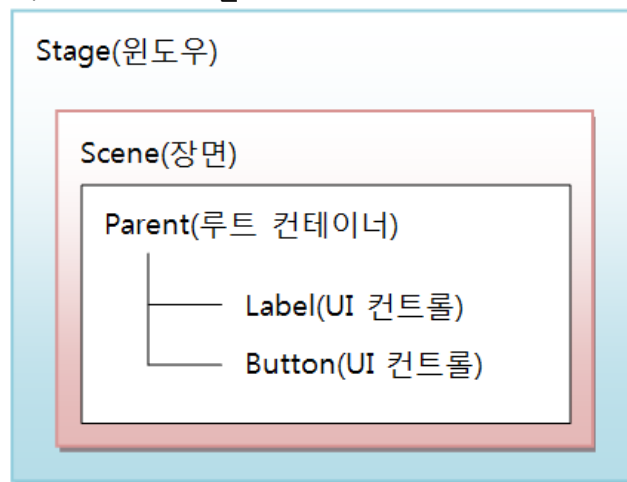 Stage(윈도우)
Scene(장면)
Parent(루트 컨테이너)
Label(UI 컨트롤)
Button(UI 컨트롤)